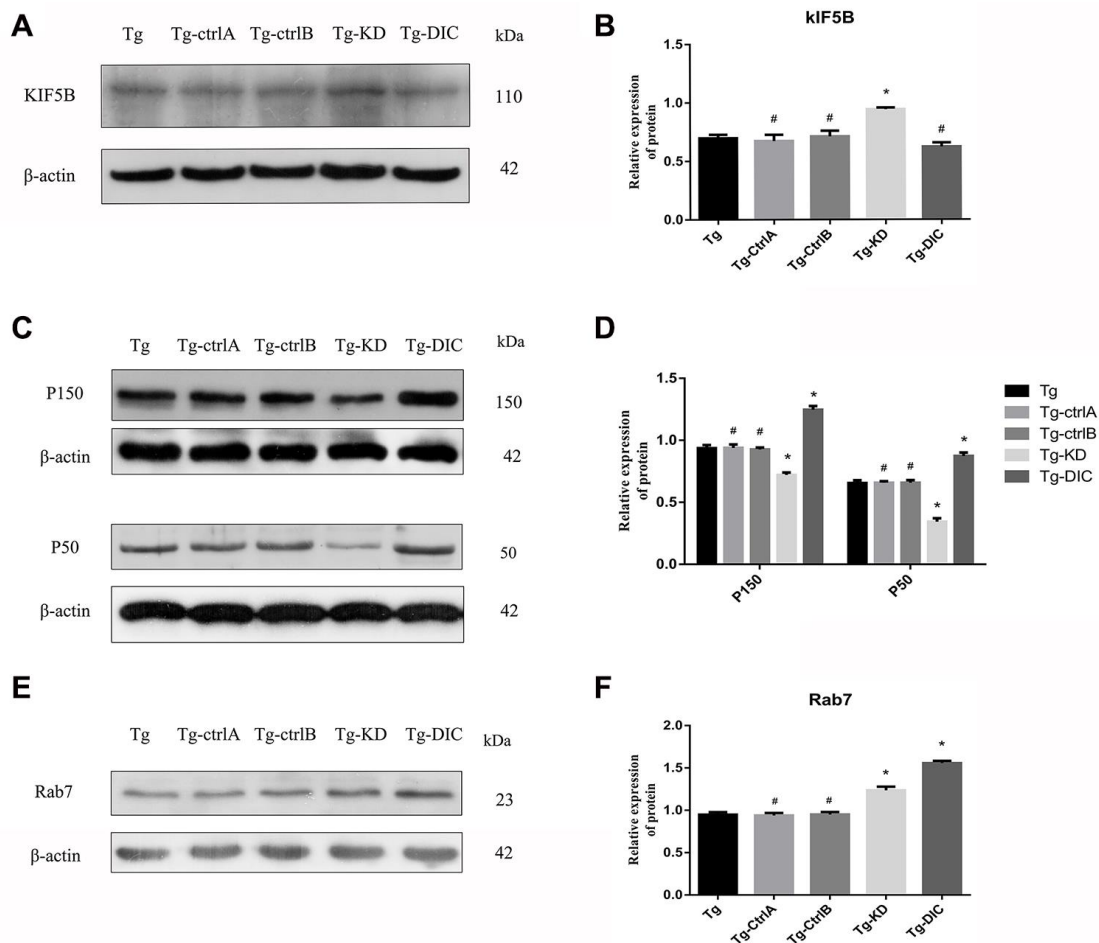 A
Tg Tg-ctrlA Tg-ctrlB Tg-KD Tg-DIC kDa
KIF5B 110
β-actin 42
B
kIF5B
Relative expression
of protein
1.5
1.0
0.5
0.0
# # * #
Tg Tg-CtrlA Tg-CtrlB Tg-KD Tg-DIC
C
Tg Tg-ctrlA Tg-ctrlB Tg-KD Tg-DIC kDa
P150 150
β-actin 42
P50 50
β-actin 42
D
Relative expression
of protein
1.5
1.0
0.5
0.0
# # * * # # * *
P150 P50
Tg
Tg-ctrlA
Tg-ctrlB
Tg-KD
Tg-DIC
E
Tg Tg-ctrlA Tg-ctrlB Tg-KD Tg-DIC kDa
Rab7 23
β-actin 42
F
Rab7
Relative expression
of protein
2.0
1.5
1.0
0.5
0.0
# # * *
Tg Tg-CtrlA Tg-CtrlB Tg-KD Tg-DIC